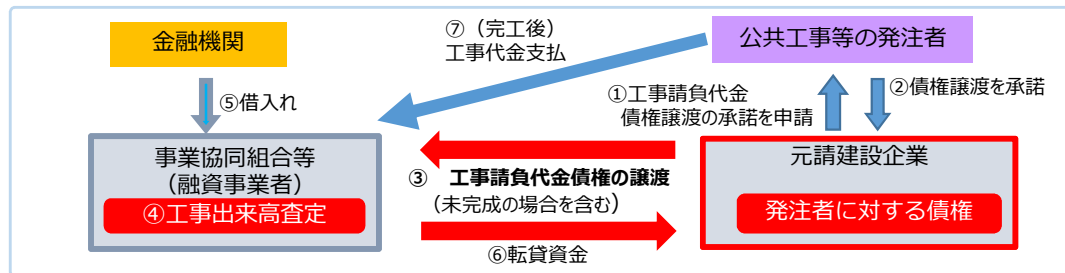 金融機関
⑦（完工後）
工事代金支払
公共工事等の発注者
⑤借入れ
①工事請負代金
債権譲渡の承諾を申請
②債権譲渡を承諾
事業協同組合等
（融資事業者）
④工事出来高査定
③　工事請負代金債権の譲渡
（未完成の場合を含む）
元請建設企業
発注者に対する債権
⑥転貸資金